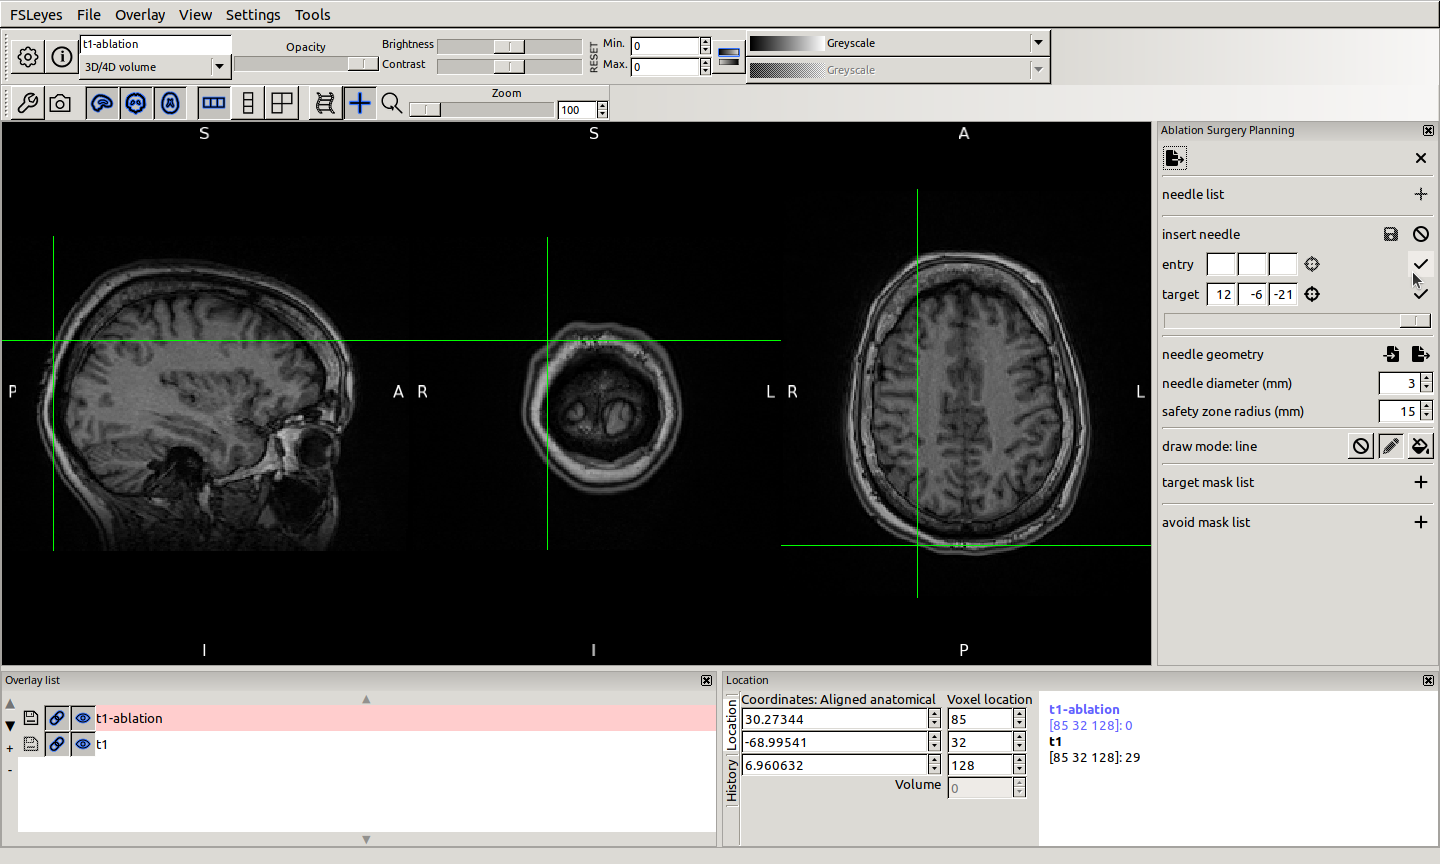 FSLeyes File Overlay View Settings Tools
t1-ablation
3D/4D volume
Opacity
Brightness
Contrast
RESET
Min. 0
Max. 0
Greyscale
Greyscale
Zoom
100
S S A
P A R L R L
I I P
Ablation Surgery Planning
needle list
insert needle
entry
target 12 -6 -21
needle geometry
needle diameter (mm) 3
safety zone radius (mm) 15
draw mode: line
target mask list
avoid mask list
Overlay list
t1-ablation
t1
+
-
Location
Location
History
Coordinates: Aligned anatomical Voxel location
30.27344 85
-68.99541 32
6.960632 128
Volume 0
t1-ablation
[85 32 128]: 0
t1
[85 32 128]: 29